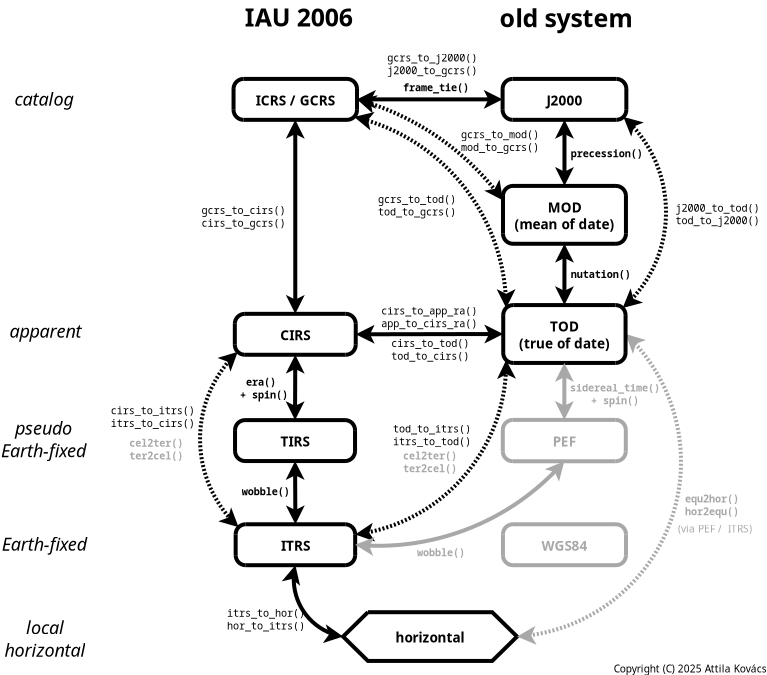 IAU 2006
old system
gcrs_to_j2000()
j2000_to_gcrs()
frame_tie()
catalog
ICRS / GCRS
J2000
gcrs_to_mod()
mod_to_gcrs()
precession()
gcrs_to_cirs()
cirs_to_gcrs()
gcrs_to_tod()
tod_to_gcrs()
MOD
(mean of date)
j2000_to_tod()
tod_to_j2000()
nutation()
apparent
CIRS
cirs_to_app_ra()
app_to_cirs_ra()
cirs_to_tod()
tod_to_cirs()
TOD
(true of date)
era()
+ spin()
sidereal_time()
+ spin()
cirs_to_itrs()
itrs_to_cirs()
cel2ter()
ter2cel()
pseudo
Earth-fixed
TIRS
tod_to_itrs()
itrs_to_tod()
cel2ter()
ter2cel()
PEF
wobble()
equ2hor()
hor2equ()
(via PEF / ITRS)
Earth-fixed
ITRS
wobble()
WGS84
itrs_to_hor()
hor_to_itrs()
local
horizontal
horizontal
Copyright (C) 2025 Attila Kovács